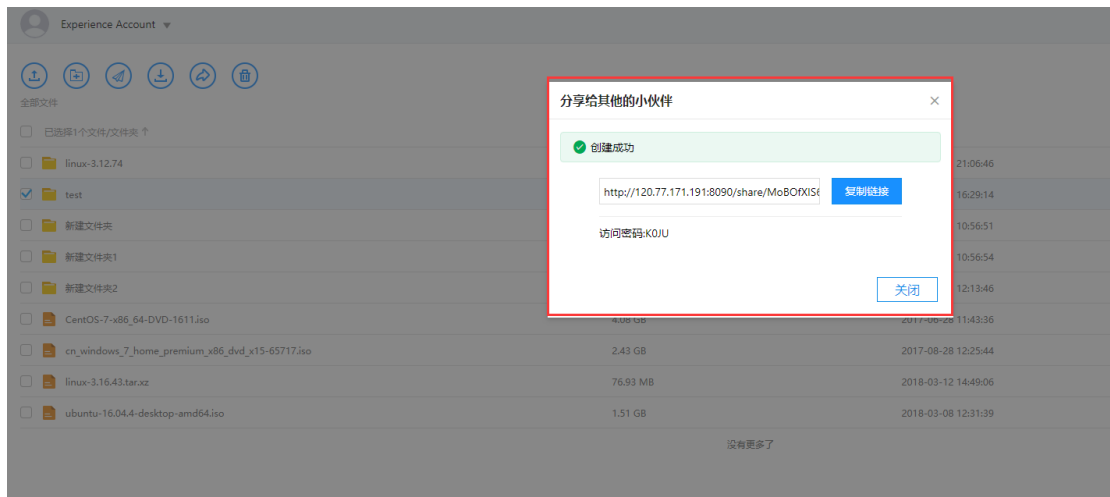 Experience Account
全部文件
已选择1个文件/文件夹
分享给其他的小伙伴
创建成功
http://120.77.171.191:8090/share/MoBOfXIS
复制链接
访问密码:K0JU
关闭
linux-3.12.74
21:06:46
test
16:29:14
新建文件夹
10:56:51
新建文件夹1
10:56:54
新建文件夹2
12:13:46
CentOS-7-x86_64-DVD-1611.iso
4.08 GB
2017-06-28 11:43:36
cn_windows_7_home_premium_x86_dvd_x15-65717.iso
2.43 GB
2017-08-28 12:25:44
linux-3.16.43.tar.xz
76.93 MB
2018-03-12 14:49:06
ubuntu-16.04.4-desktop-amd64.iso
1.51 GB
2018-03-08 12:31:39
没有更多了